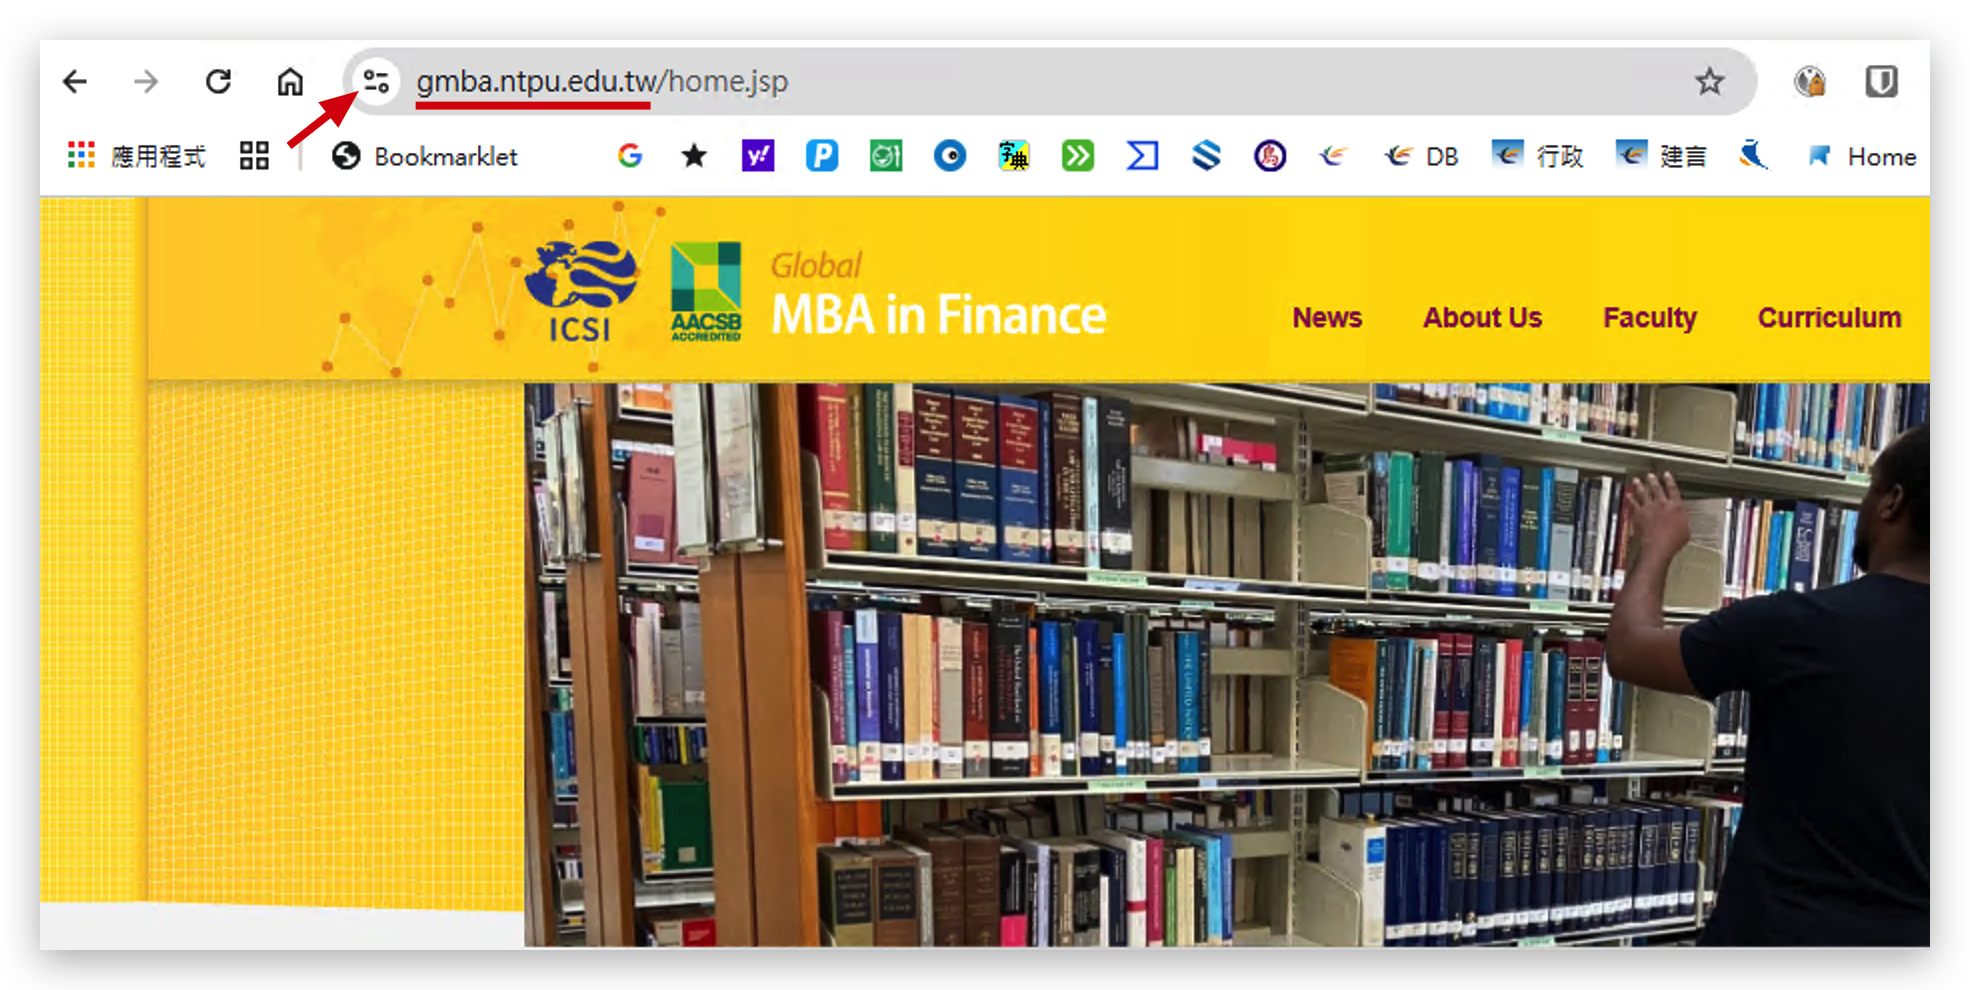 gmba.ntpu.edu.tw/home.jsp
應用程式 Bookmarklet DB 行政 建言 Home
ICSI
AACSB
ACCREDITED
Global
MBA in Finance
News About Us Faculty Curriculum